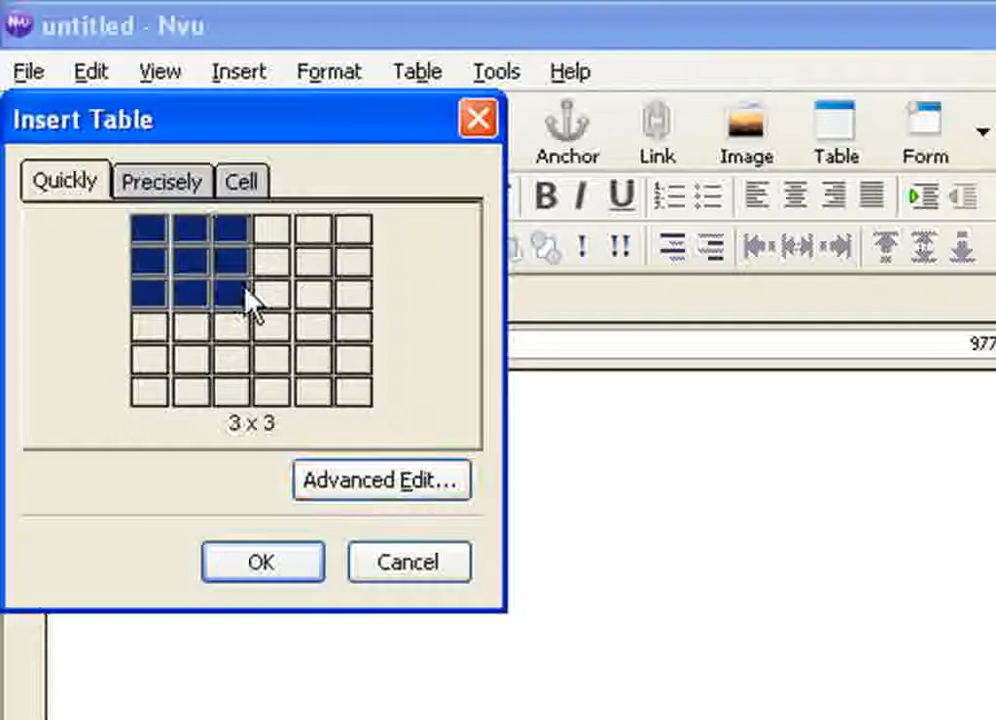 untitled - Nvu
File Edit View Insert Format Table Tools Help
Insert Table
Anchor Link Image Table Form
Quickly Precisely Cell
B I U
! !!
977
3 x 3
Advanced Edit...
OK Cancel